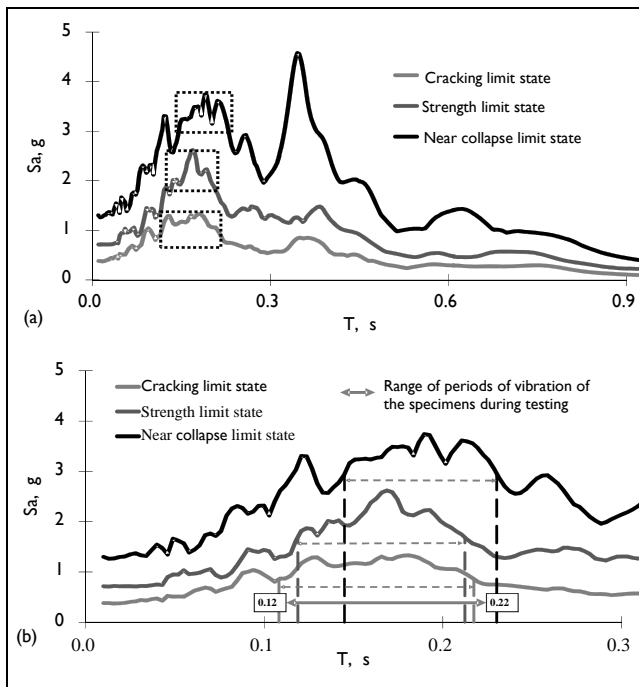 5
4
3
2
1
0
Sa, g
Cracking limit state
Strength limit state
Near collapse limit state
0.0
0.3
0.6
0.9
(a)
T, s
5
4
3
2
1
0
Sa, g
Cracking limit state
Strength limit state
Near collapse limit state
Range of periods of vibration of
the specimens during testing
0.12
0.22
0
0.1
0.2
0.3
(b)
T, s